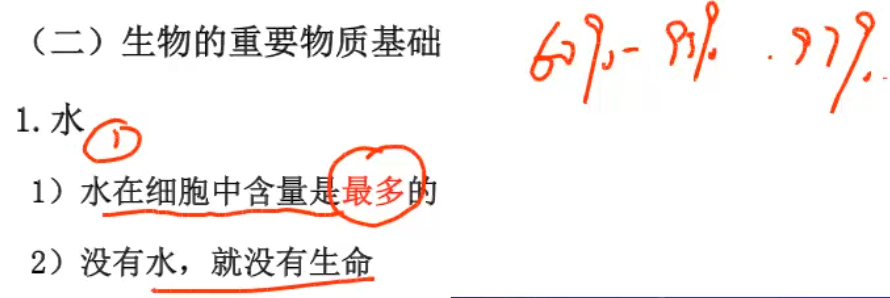 （二）生物的重要物质基础
60%-95% .97%.
1.水
①
1）水在细胞中含量是最多的
2）没有水，就没有生命